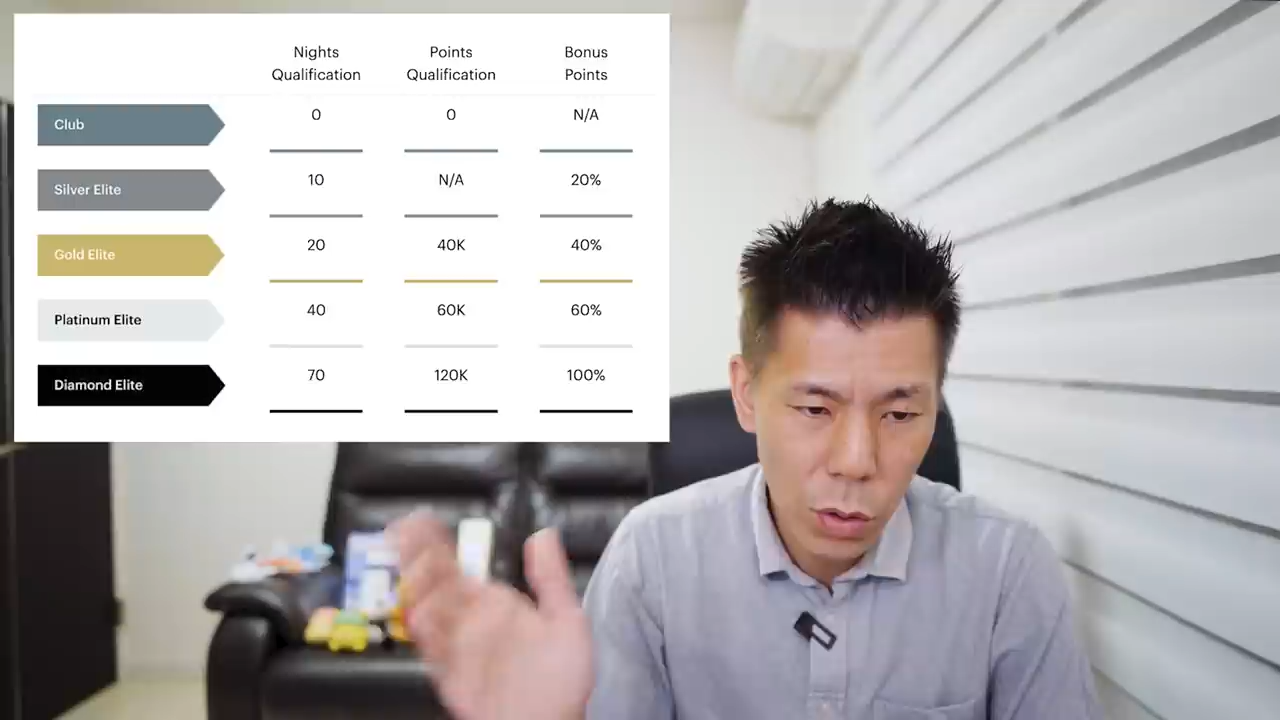 Nights Points Bonus
Qualification Qualification Points
Club 0 0 N/A
Silver Elite 10 N/A 20%
Gold Elite 20 40K 40%
Platinum Elite 40 60K 60%
Diamond Elite 70 120K 100%